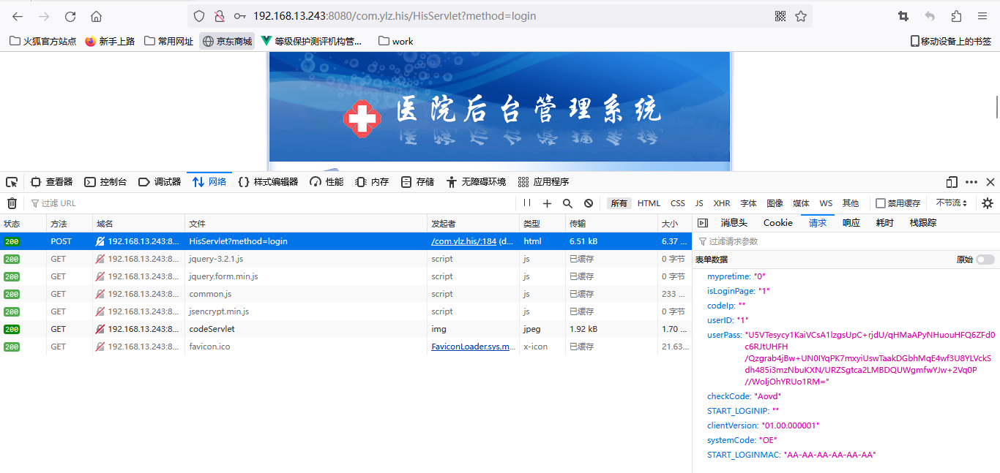 192.168.13.243:8080/com.ylz.his/HisServlet?method=login
火狐官方站点 新手上路 常用网址 京东商城 等级保护测评机构管... work 移动设备上的书签
医院后台管理系统
查看器 控制台 调试器 网络 样式编辑器 性能 内存 存储 无障碍环境 应用程序
过滤 URL 所有 HTML CSS JS XHR 字体 图像 媒体 WS 其他 禁用缓存 不节流
状态 方法 域名 文件 发起者 类型 传输 大小
200 POST 192.168.13.243:8... HisServlet?method=login /com.ylz.his/:184 (d... html 6.51 kB 6.37 ...
200 GET 192.168.13.243:8... jquery-3.2.1.js script js 已缓存 0 字节
200 GET 192.168.13.243:8... jquery.form.min.js script js 已缓存 0 字节
200 GET 192.168.13.243:8... common.js script js 已缓存 233 ...
200 GET 192.168.13.243:8... jsencrypt.min.js script js 已缓存 0 字节
200 GET 192.168.13.243:8... codeServlet img jpeg 1.92 kB 1.70 ...
200 GET 192.168.13.243:8... favicon.ico FaviconLoader.sys.m... x-icon 已缓存 21.63...
消息头 Cookie 请求 响应 耗时 栈跟踪
过滤请求参数
表单数据 原始
mypretime: "0"
isLoginPage: "1"
codeIp: ""
userID: "1"
userPass: "U5VTesycy1KaiVCsA1lzgsUpC+rjdU/qHMaAPyNHuouHFQ6ZFd0
c6RJtUHFH
/Qzgrab4jBw+UN0IYqPK7mxyiUswTaakDGbhMqE4wf3U8YLVckS
dh485i3mzNbuKXN/URZSgtca2LMBDQUWgmfwYJw+2Vq0P
//WoljOhYRUo1RM="
checkCode: "Aovd"
START_LOGINIP: ""
clientVersion: "01.00.000001"
systemCode: "OE"
START_LOGINMAC: "AA-AA-AA-AA-AA-AA"